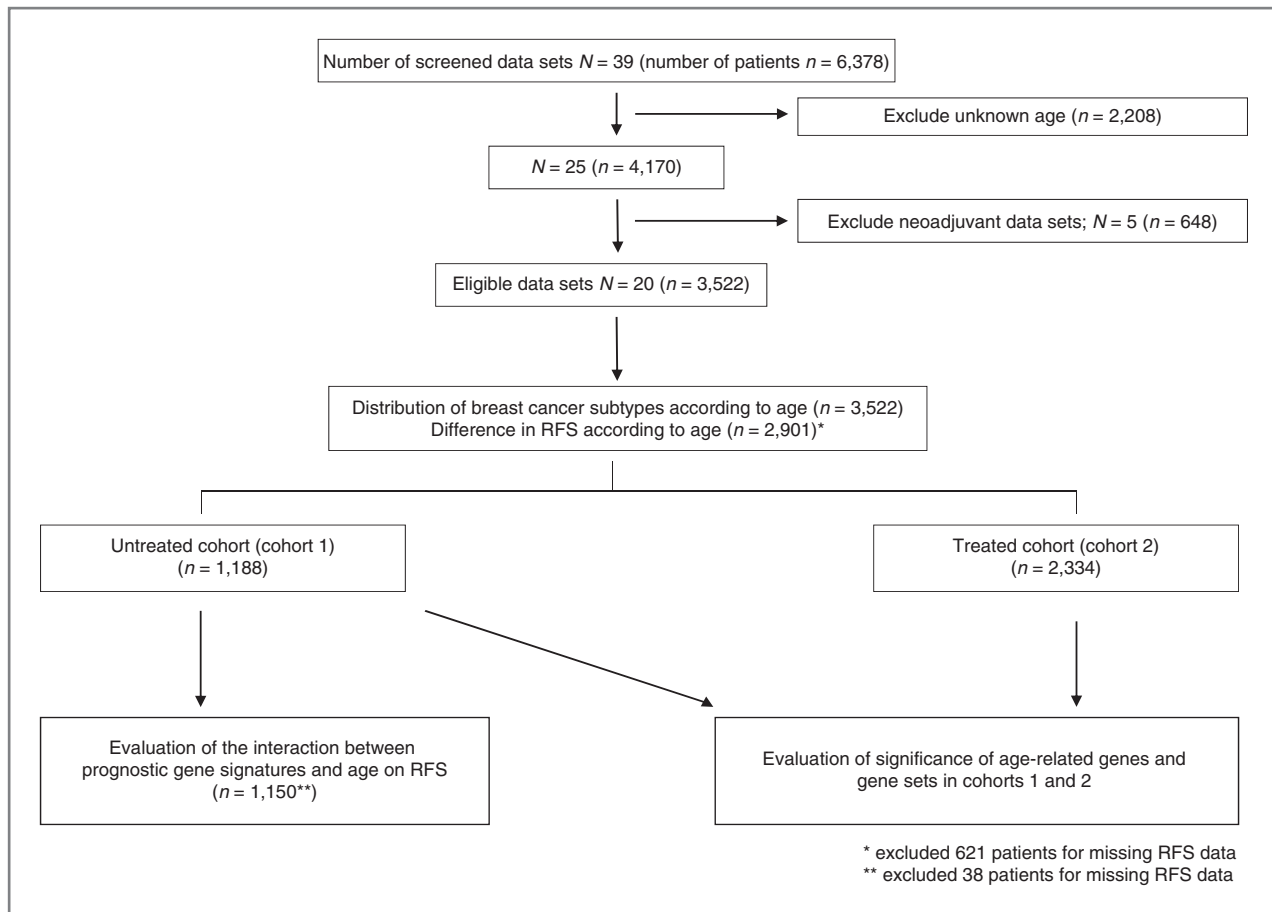 Number of screened data sets N = 39 (number of patients n = 6,378)
Exclude unknown age (n = 2,208)
N = 25 (n = 4,170)
Exclude neoadjuvant data sets; N = 5 (n = 648)
Eligible data sets N = 20 (n = 3,522)
Distribution of breast cancer subtypes according to age (n = 3,522)
Difference in RFS according to age (n = 2,901)*
Untreated cohort (cohort 1)
(n = 1,188)
Treated cohort (cohort 2)
(n = 2,334)
Evaluation of the interaction between
prognostic gene signatures and age on RFS
(n = 1,150**)
Evaluation of significance of age-related genes and
gene sets in cohorts 1 and 2
* excluded 621 patients for missing RFS data
** excluded 38 patients for missing RFS data